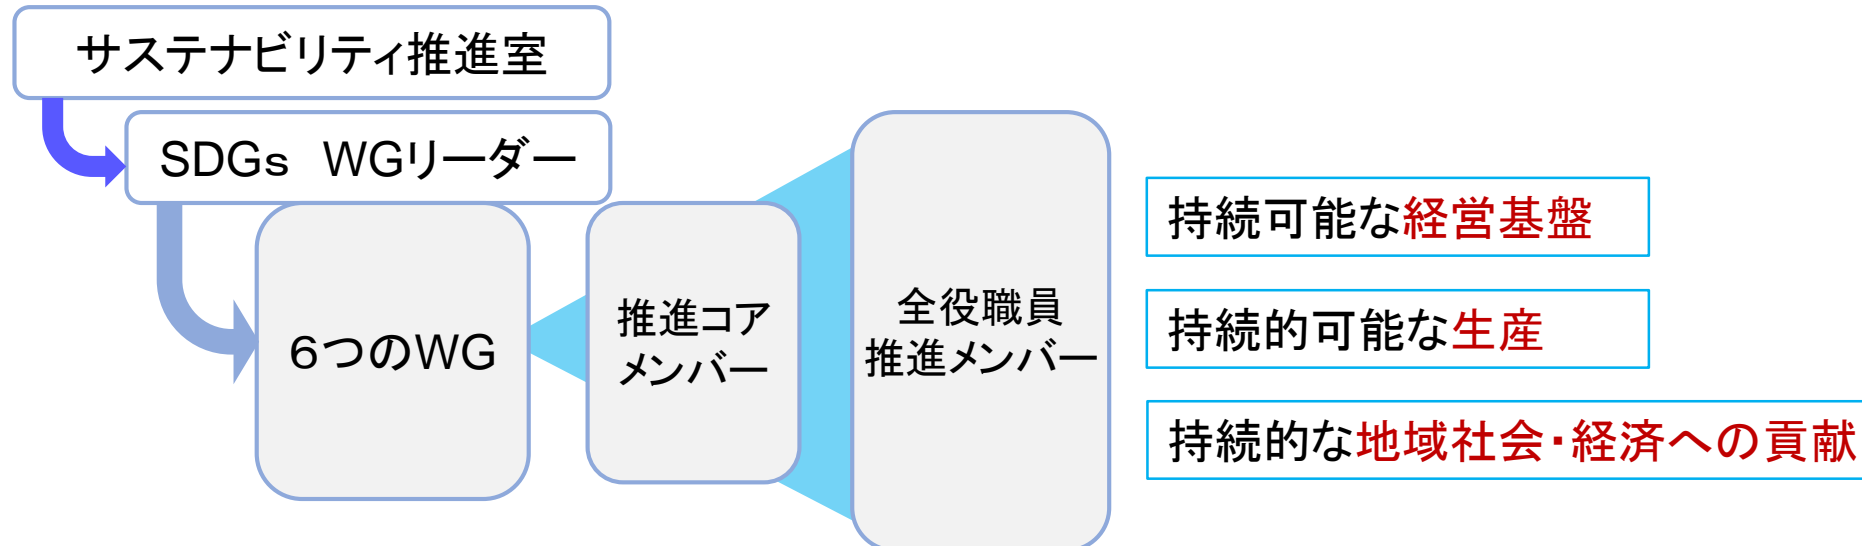 サステナビリティ推進室
SDGs　WGリーダー
６つのWG
推進コア
メンバー
全役職員
推進メンバー
持続可能な経営基盤
持続的可能な生産
持続的な地域社会・経済への貢献